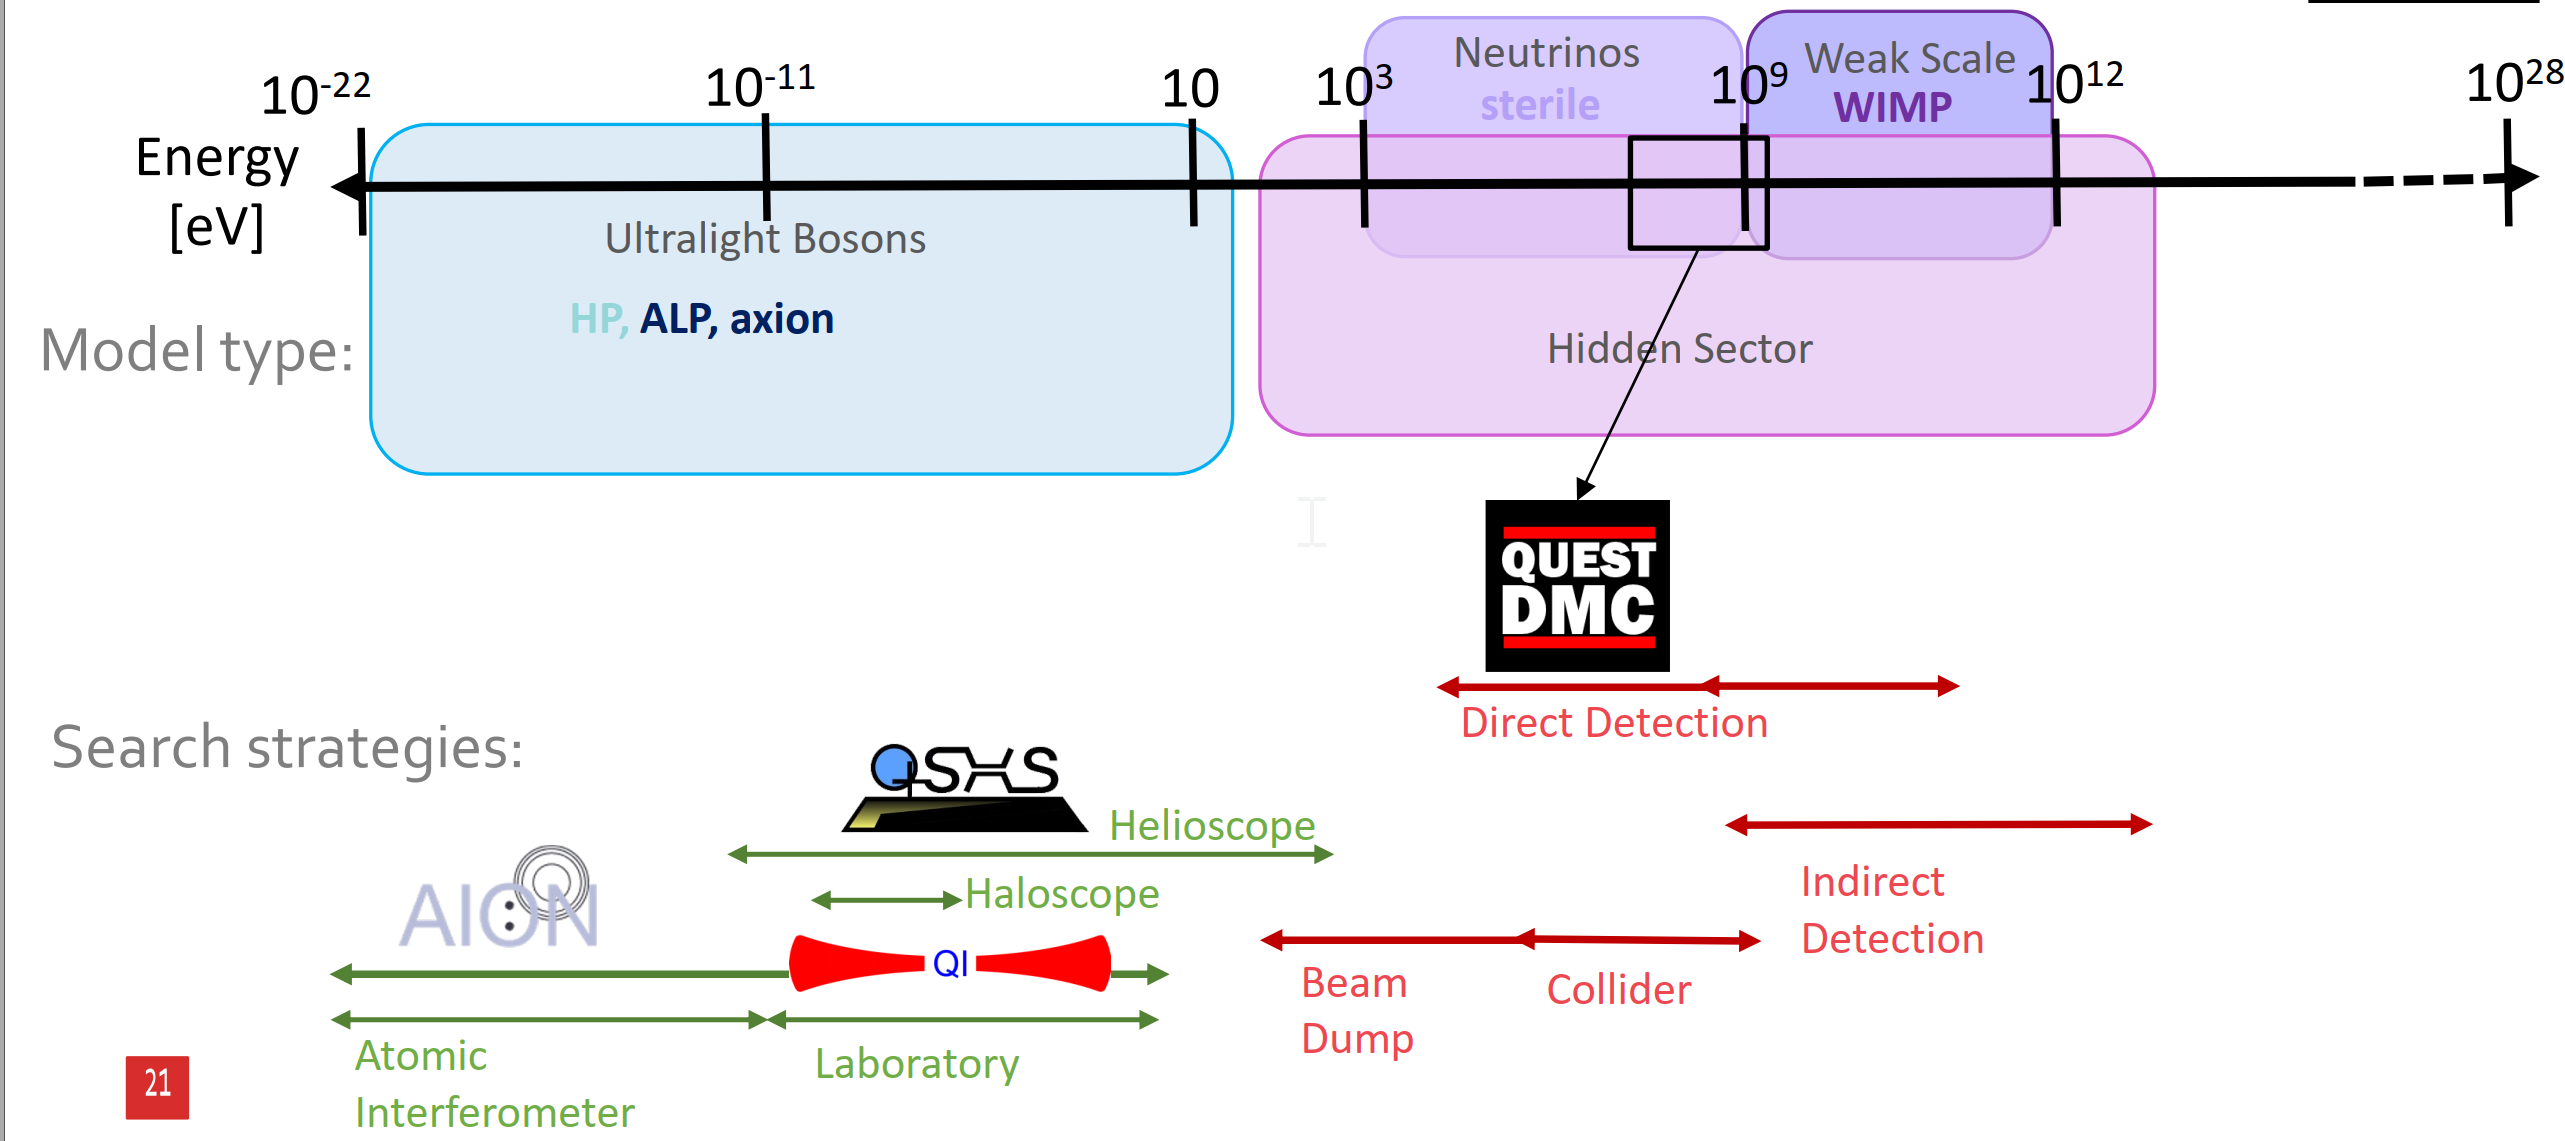 10⁻²²
10⁻¹¹
10
10³
Neutrinos
sterile
10⁹
Weak Scale
WIMP
10¹²
10²⁸
Energy
[eV]
Ultralight Bosons
HP, ALP, axion
Model type:
Hidden Sector
QUEST
DMC
Direct Detection
Search strategies:
Helioscope
Haloscope
AION
QI
Indirect
Detection
Beam
Dump
Collider
Atomic
Interferometer
Laboratory
21